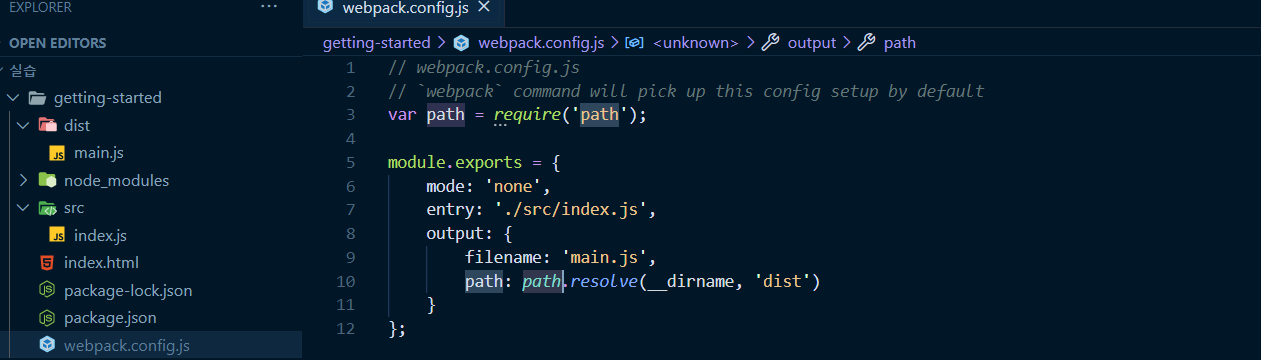 EXPLORER
···
webpack.config.js
OPEN EDITORS
실습
getting-started
dist
main.js
node_modules
src
index.js
index.html
package-lock.json
package.json
webpack.config.js
getting-started > webpack.config.js > <unknown> > output > path
1 // webpack.config.js
2 // `webpack` command will pick up this config setup by default
3 var path = require('path');
4
5 module.exports = {
6     mode: 'none',
7     entry: './src/index.js',
8     output: {
9         filename: 'main.js',
10         path: path.resolve(__dirname, 'dist')
11     }
12 };